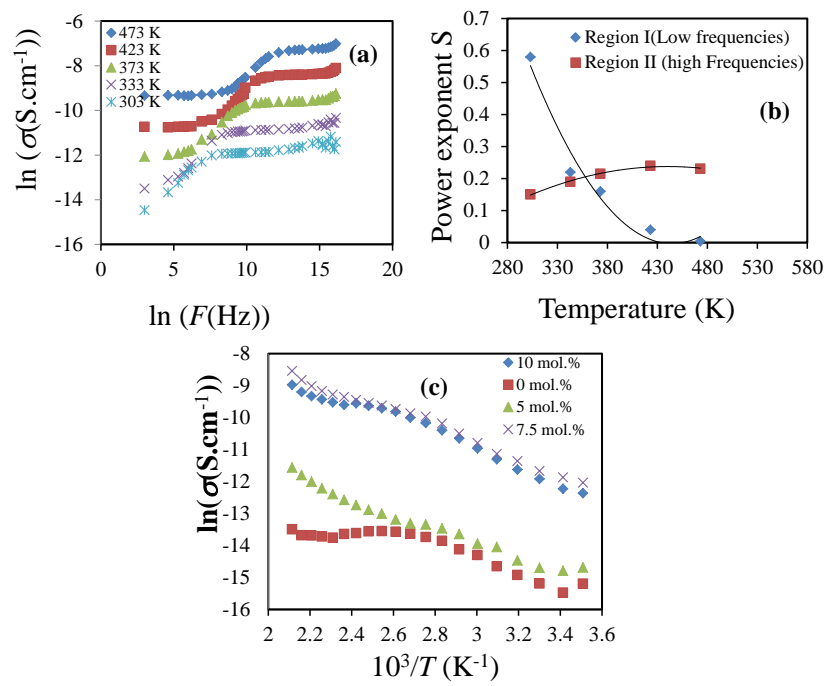 (a)
473 K
423 K
373 K
333 K
303 K
-6
-8
-10
-12
-14
-16
0
5
10
15
20
ln (σ(S.cm-1))
ln (F(Hz))
(b)
Region I(Low frequencies)
Region II (high Frequencies)
0.7
0.6
0.5
0.4
0.3
0.2
0.1
0
280
330
380
430
480
530
580
Power exponent S
Temperature (K)
(c)
10 mol.%
0 mol.%
5 mol.%
7.5 mol.%
-8
-9
-10
-11
-12
-13
-14
-15
-16
2
2.2
2.4
2.6
2.8
3
3.2
3.4
3.6
ln(σ(S.cm-1))
10³/T (K-1)